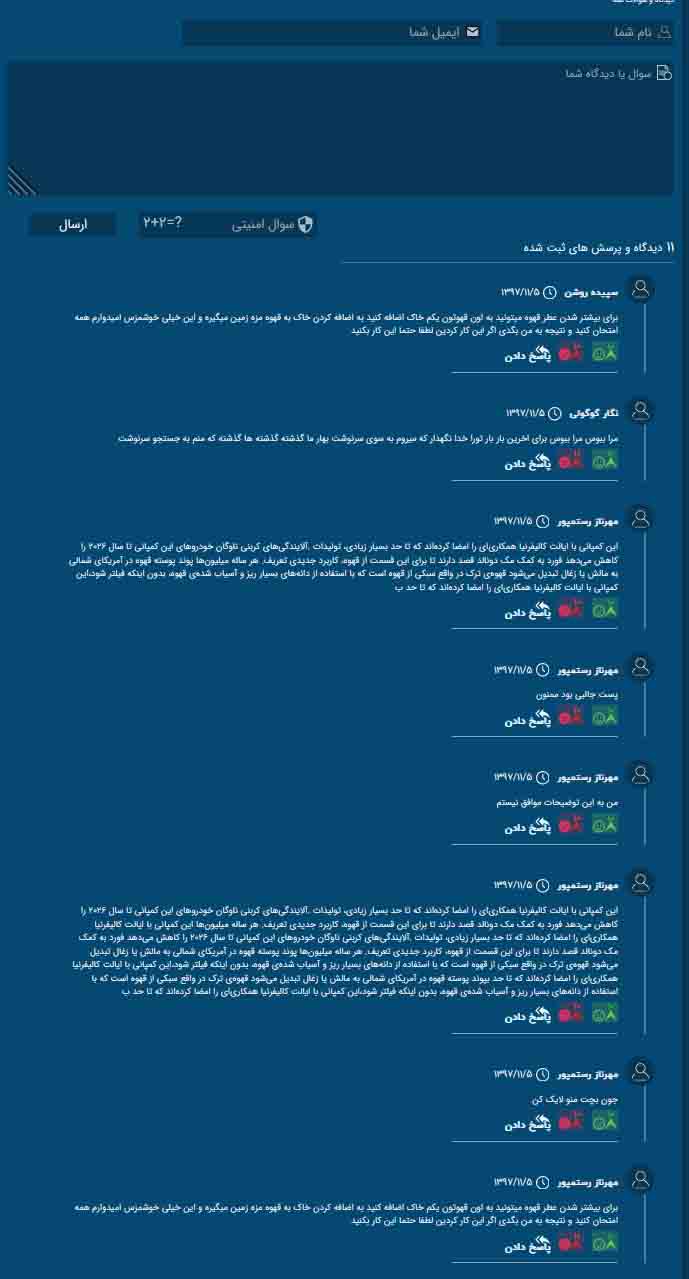 نام شما
ایمیل شما
سوال یا دیدگاه شما
سوال امنیتی
۲+۲=?
ارسال
۱۱ دیدگاه و پرسش های ثبت شده
سپیده روشن ۱۳۹۷/۱۱/۵
برای بیشتر شدن عطر قهوه میتونید به اون قهوتون یکم خاک اضافه کنید به اضافه کردن خاک به قهوه مزه زمین میگیره و این خیلی خوشمزس امیدوارم همه
امتحان کنید و نتیجه به من بگدی اگر این کار کردین لطفا حتما این کار بکنید
پاسخ دادن
نگار گوگولی ۱۳۹۷/۱۱/۵
مرا ببوس مرا ببوس برای اخرین بار بار تورا خدا نگهدار که میروم به سوی سرنوشت بهار ما گذشته گذشته ها گذشته که منم به جستجو سرنوشت
پاسخ دادن
مهرناز رستمپور ۱۳۹۷/۱۱/۵
این کمپانی با ایالت کالیفرنیا همکاری‌ای را امضا کرده‌اند که تا حد بسیار زیادی، تولیدات .آلایندگی‌های کربنی ناوگان خودروهای این کمپانی تا سال ۲۰۲۶ را
کاهش می‌دهد فورد به کمک مک دونالد قصد دارند تا برای این قسمت از قهوه، کاربرد جدیدی تعریف. هر ساله میلیون‌ها پوند پوسته قهوه در آمریکای شمالی
به مالش یا زغال تبدیل می‌شود قهوه‌ی ترک در واقع سبکی از قهوه است که با استفاده از دانه‌های بسیار ریز و آسیاب شده‌ی قهوه، بدون اینکه فیلتر شود،این
کمپانی با ایالت کالیفرنیا همکاری‌ای را امضا کرده‌اند که تا حد ب
پاسخ دادن
مهرناز رستمپور ۱۳۹۷/۱۱/۵
پست جالبی بود ممنون
پاسخ دادن
مهرناز رستمپور ۱۳۹۷/۱۱/۵
من به این توضیحات موافق نیستم
پاسخ دادن
مهرناز رستمپور ۱۳۹۷/۱۱/۵
این کمپانی با ایالت کالیفرنیا همکاری‌ای را امضا کرده‌اند که تا حد بسیار زیادی، تولیدات .آلایندگی‌های کربنی ناوگان خودروهای این کمپانی تا سال ۲۰۲۶ را
کاهش می‌دهد فورد به کمک مک دونالد قصد دارند تا برای این قسمت از قهوه، کاربرد جدیدی تعریف. هر ساله میلیون‌ها این کمپانی با ایالت کالیفرنیا
همکاری‌ای را امضا کرده‌اند که تا حد بسیار زیادی، تولیدات .آلایندگی‌های کربنی ناوگان خودروهای این کمپانی تا سال ۲۰۲۶ را کاهش می‌دهد فورد به کمک
مک دونالد قصد دارند تا برای این قسمت از قهوه، کاربرد جدیدی تعریف. هر ساله میلیون‌ها پوند پوسته قهوه در آمریکای شمالی به مالش یا زغال تبدیل
می‌شود قهوه‌ی ترک در واقع سبکی از قهوه است که با استفاده از دانه‌های بسیار ریز و آسیاب شده‌ی قهوه، بدون اینکه فیلتر شود،این کمپانی با ایالت کالیفرنیا
همکاری‌ای را امضا کرده‌اند که تا حد بپوند پوسته قهوه در آمریکای شمالی به مالش یا زغال تبدیل می‌شود قهوه‌ی ترک در واقع سبکی از قهوه است که با
استفاده از دانه‌های بسیار ریز و آسیاب شده‌ی قهوه، بدون اینکه فیلتر شود،این کمپانی با ایالت کالیفرنیا همکاری‌ای را امضا کرده‌اند که تا حد ب
پاسخ دادن
مهرناز رستمپور ۱۳۹۷/۱۱/۵
جون بچت منو لایک کن
پاسخ دادن
مهرناز رستمپور ۱۳۹۷/۱۱/۵
برای بیشتر شدن عطر قهوه میتونید به اون قهوتون یکم خاک اضافه کنید به اضافه کردن خاک به قهوه مزه زمین میگیره و این خیلی خوشمزس امیدوارم همه
امتحان کنید و نتیجه به من بگدی اگر این کار کردین لطفا حتما این کار بکنید
پاسخ دادن